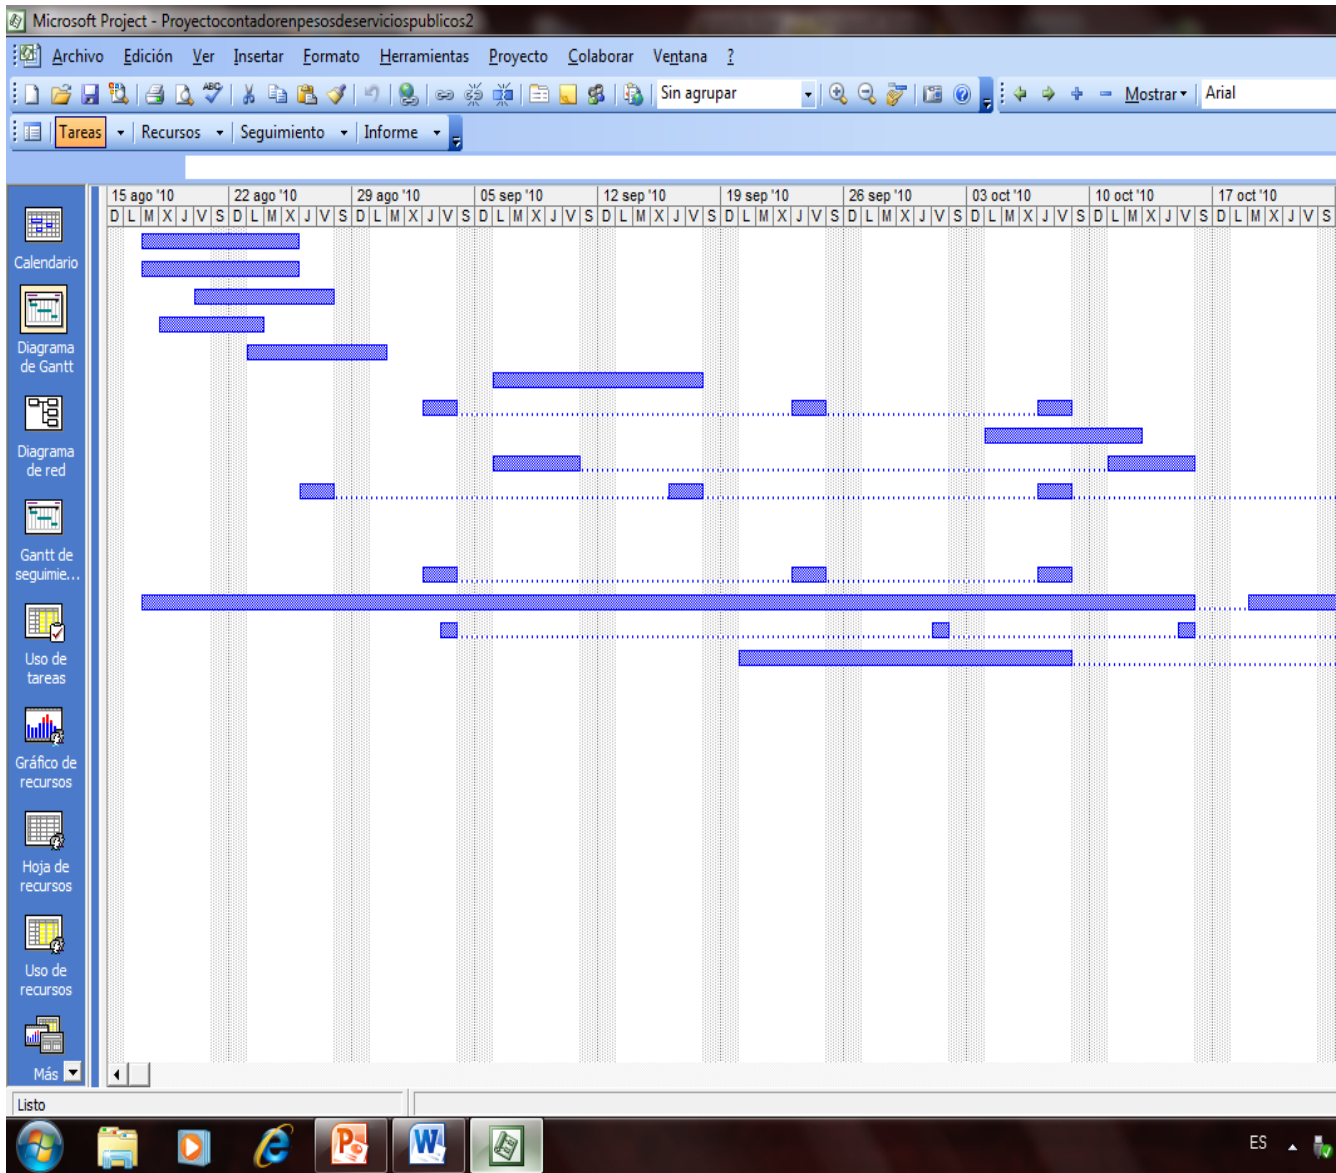 Microsoft Project - Proyectocontadorenpesosdeserviciospublicos2
Archivo Edición Ver Insertar Formato Herramientas Proyecto Colaborar Ventana ?
ABC Sin agrupar Mostrar Arial
Tareas Recursos Seguimiento Informe
15 ago '10 22 ago '10 29 ago '10 05 sep '10 12 sep '10 19 sep '10 26 sep '10 03 oct '10 10 oct '10 17 oct '10
D L M X J V S D L M X J V S D L M X J V S D L M X J V S D L M X J V S D L M X J V S D L M X J V S D L M X J V S D L M X J V S D L M X J V S
Calendario
Diagrama
de Gantt
Diagrama
de red
Gantt de
seguimie...
Uso de
tareas
Gráfico de
recursos
Hoja de
recursos
Uso de
recursos
Más
Listo
ES